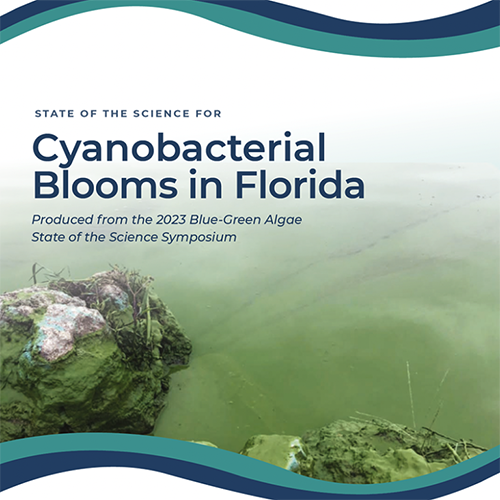 STATE OF THE SCIENCE FOR
Cyanobacterial
Blooms in Florida
Produced from the 2023 Blue-Green Algae
State of the Science Symposium